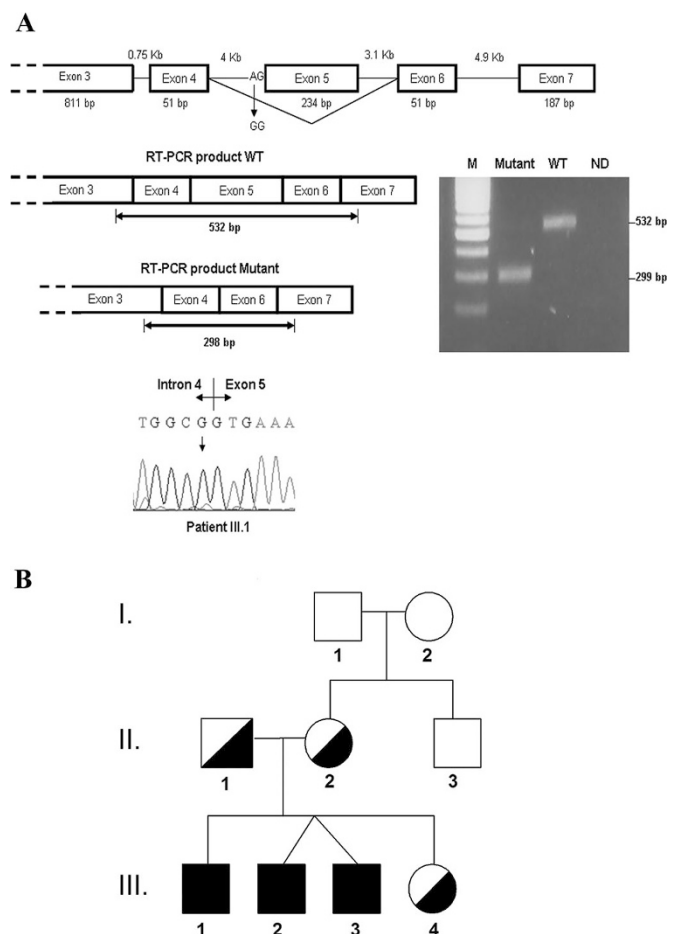 A
0.75 Kb 4 Kb 3.1 Kb 4.9 Kb
Exon 3 Exon 4 AG Exon 5 Exon 6 Exon 7
811 bp 51 bp 234 bp 51 bp 187 bp
GG
RT-PCR product WT
Exon 3 Exon 4 Exon 5 Exon 6 Exon 7
532 bp
RT-PCR product Mutant
Exon 3 Exon 4 Exon 6 Exon 7
298 bp
M Mutant WT ND
532 bp
299 bp
Intron 4 Exon 5
T G G C G G T G A A A
Patient III.1
B
I.
1 2
II.
1 2 3
III.
1 2 3 4